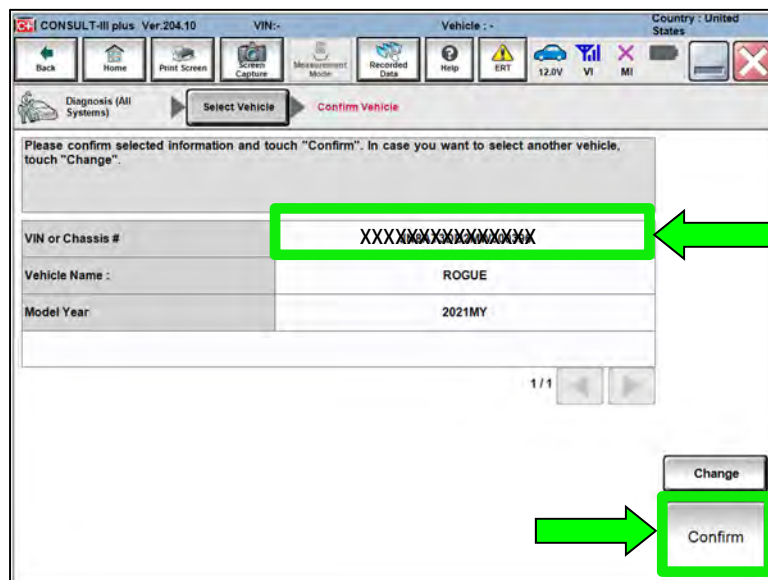 CONSULT-III plus Ver.204.10 VIN:- Vehicle : - Country : United States
Back Home Print Screen Screen Capture Measurement Mode Recorded Data Help ERT 12.0V VI MI
Diagnosis (All Systems) Select Vehicle Confirm Vehicle
Please confirm selected information and touch "Confirm". In case you want to select another vehicle,
touch "Change".
VIN or Chassis #
Vehicle Name : ROGUE
Model Year 2021MY
1/1
Change
Confirm